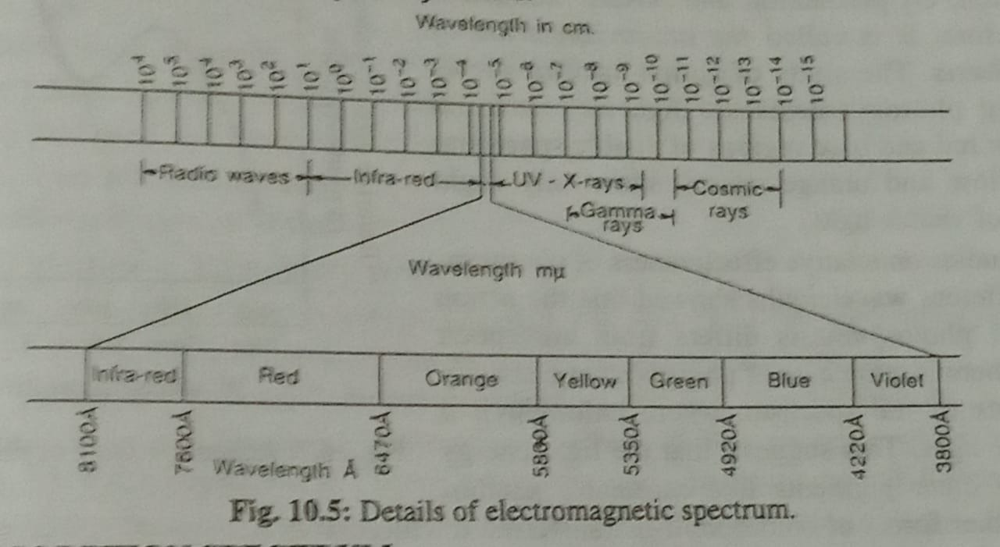 Wavelength in cm.
10⁵ 10⁴ 10³ 10² 10¹ 10⁰ 10⁻¹ 10⁻² 10⁻³ 10⁻⁴ 10⁻⁵ 10⁻⁶ 10⁻⁷ 10⁻⁸ 10⁻⁹ 10⁻¹⁰ 10⁻¹¹ 10⁻¹² 10⁻¹³ 10⁻¹⁴ 10⁻¹⁵
Radio waves Infra-red UV - X-rays Cosmic
Gamma rays
rays
Wavelength mµ
Infra-red Red Orange Yellow Green Blue Violet
8100Å 7600Å 6470Å 5860Å 5350Å 4920Å 4220Å 3800Å
Wavelength Å
Fig. 10.5: Details of electromagnetic spectrum.